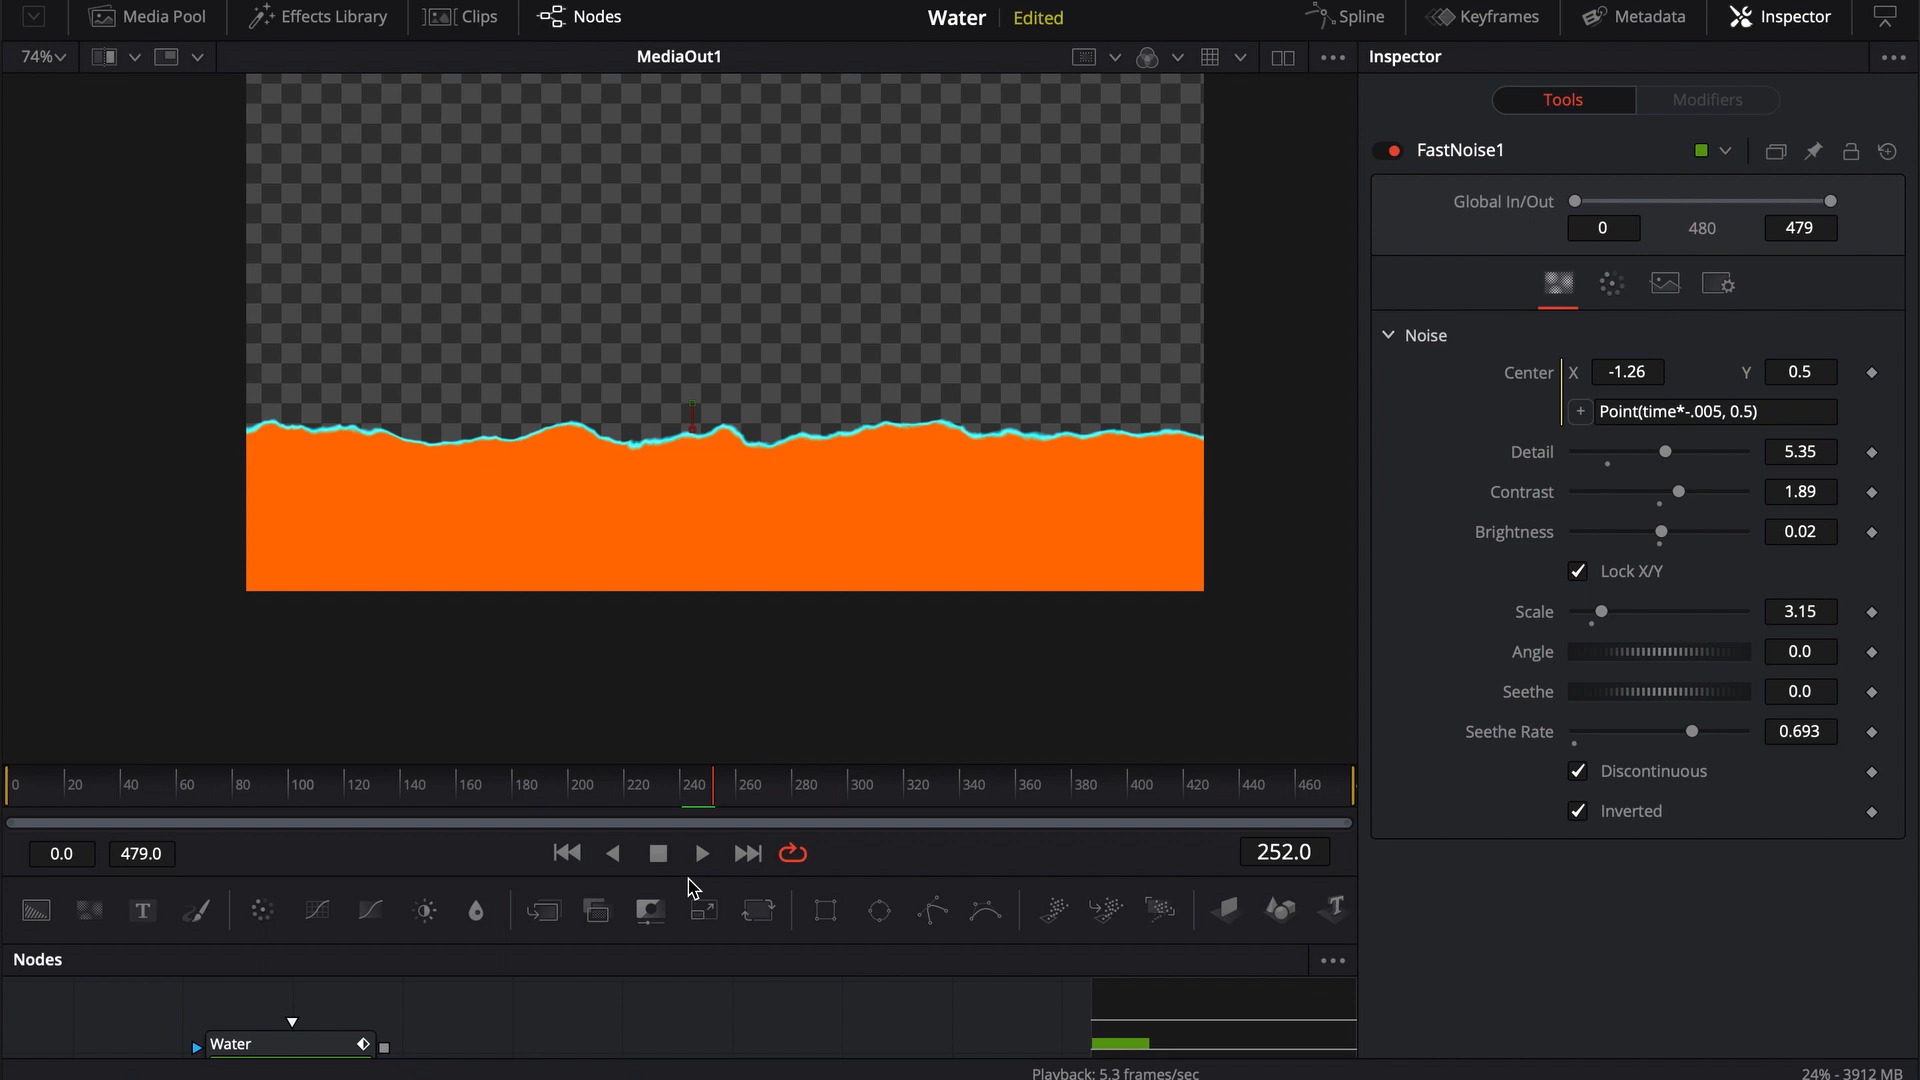 Media Pool Effects Library Clips Nodes Water Edited Spline Keyframes Metadata Inspector
74% MediaOut1 Inspector
Tools Modifiers
FastNoise1
Global In/Out
0 480 479
Noise
Center X -1.26 Y 0.5
+ Point(time*-.005, 0.5)
Detail 5.35
Contrast 1.89
Brightness 0.02
Lock X/Y
Scale 3.15
Angle 0.0
Seethe 0.0
Seethe Rate 0.693
Discontinuous
Inverted
0 20 40 60 80 100 120 140 160 180 200 220 240 260 280 300 320 340 360 380 400 420 440 460
0.0 479.0 252.0
Nodes
Water
Playback: 5.3 frames/sec 24% - 3912 MB